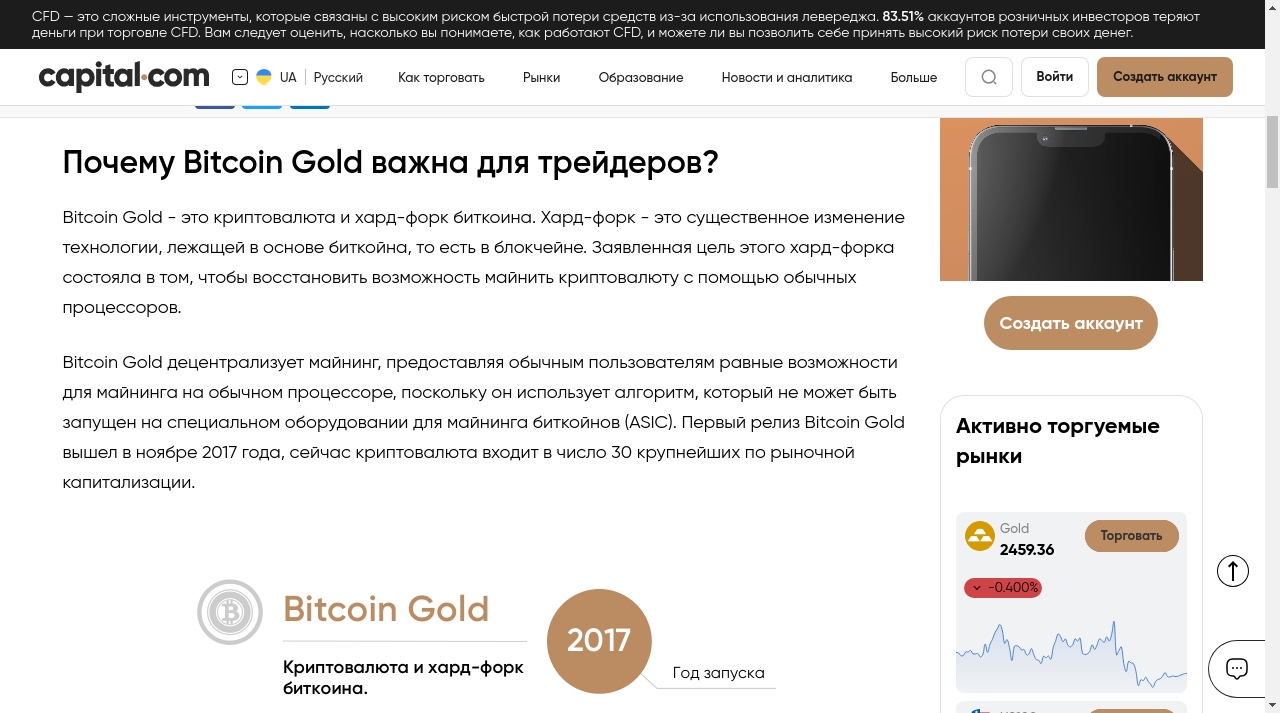 CFD — это сложные инструменты, которые связаны с высоким риском быстрой потери средств из-за использования левереджа. 83.51% аккаунтов розничных инвесторов теряют
деньги при торговле CFD. Вам следует оценить, насколько вы понимаете, как работают CFD, и можете ли вы позволить себе принять высокий риск потери своих денег.
capital.com
UA | Русский
Как торговать
Рынки
Образование
Новости и аналитика
Больше
Войти
Создать аккаунт
Почему Bitcoin Gold важна для трейдеров?
Bitcoin Gold - это криптовалюта и хард-форк биткоина. Хард-форк - это существенное изменение
технологии, лежащей в основе биткойна, то есть в блокчейне. Заявленная цель этого хард-форка
состояла в том, чтобы восстановить возможность майнить криптовалюту с помощью обычных
процессоров.
Bitcoin Gold децентрализует майнинг, предоставляя обычным пользователям равные возможности
для майнинга на обычном процессоре, поскольку он использует алгоритм, который не может быть
запущен на специальном оборудовании для майнинга биткойнов (ASIC). Первый релиз Bitcoin Gold
вышел в ноябре 2017 года, сейчас криптовалюта входит в число 30 крупнейших по рыночной
капитализации.
Bitcoin Gold
Криптовалюта и хард-форк
биткоина.
2017
Год запуска
Создать аккаунт
Активно торгуемые
рынки
Gold
2459.36
Торговать
-0.400%